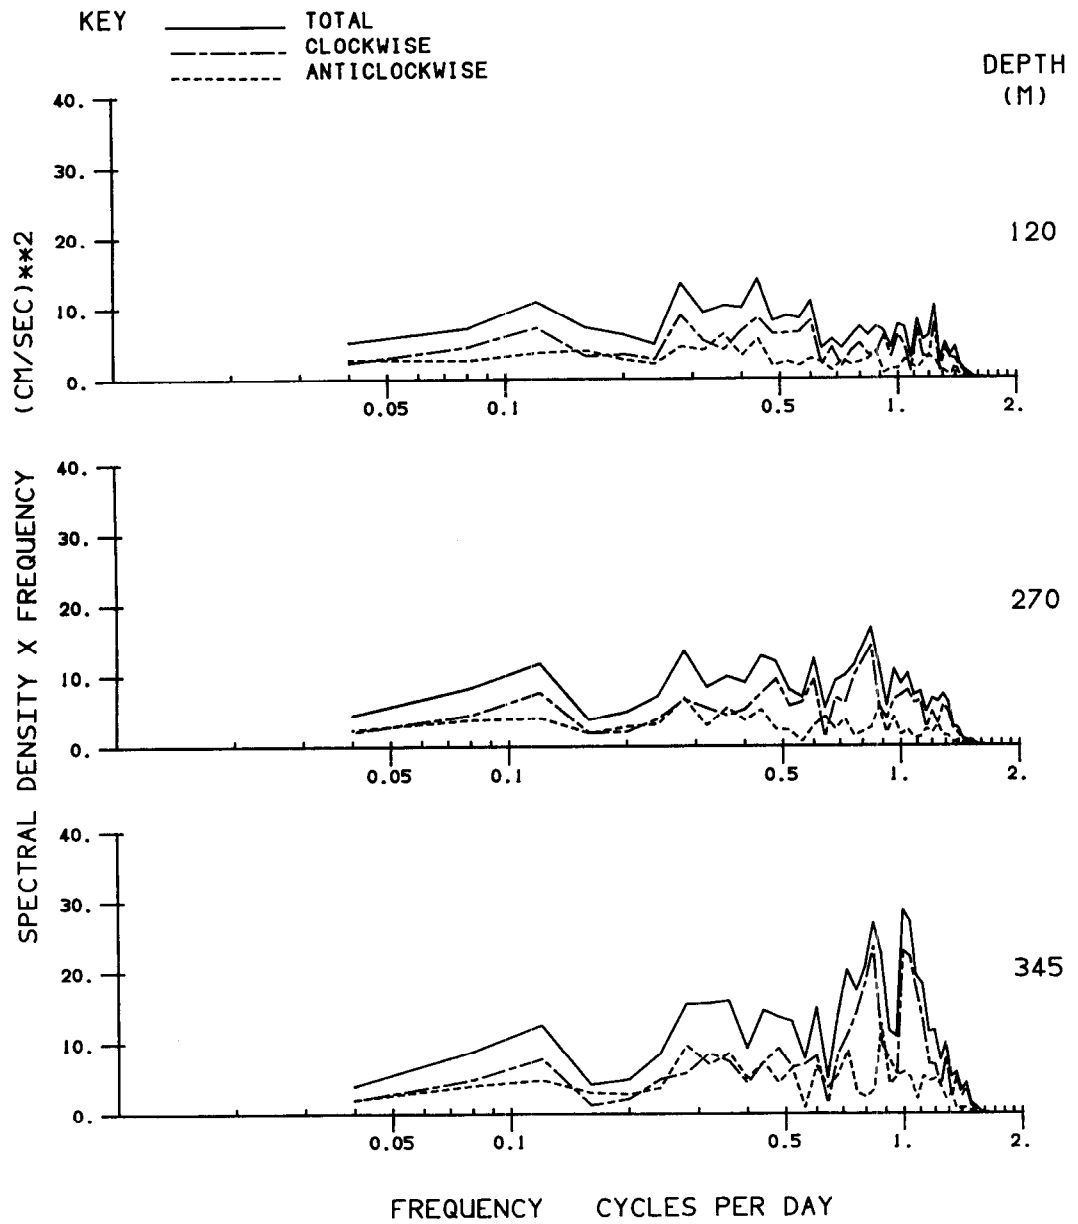 KEY
TOTAL
CLOCKWISE
ANTICLOCKWISE
DEPTH
(M)
SPECTRAL DENSITY X FREQUENCY (CM/SEC)**2
40.
30.
20.
10.
0.
120
0.05 0.1 0.5 1. 2.
40.
30.
20.
10.
0.
270
0.05 0.1 0.5 1. 2.
40.
30.
20.
10.
0.
345
0.05 0.1 0.5 1. 2.
FREQUENCY CYCLES PER DAY